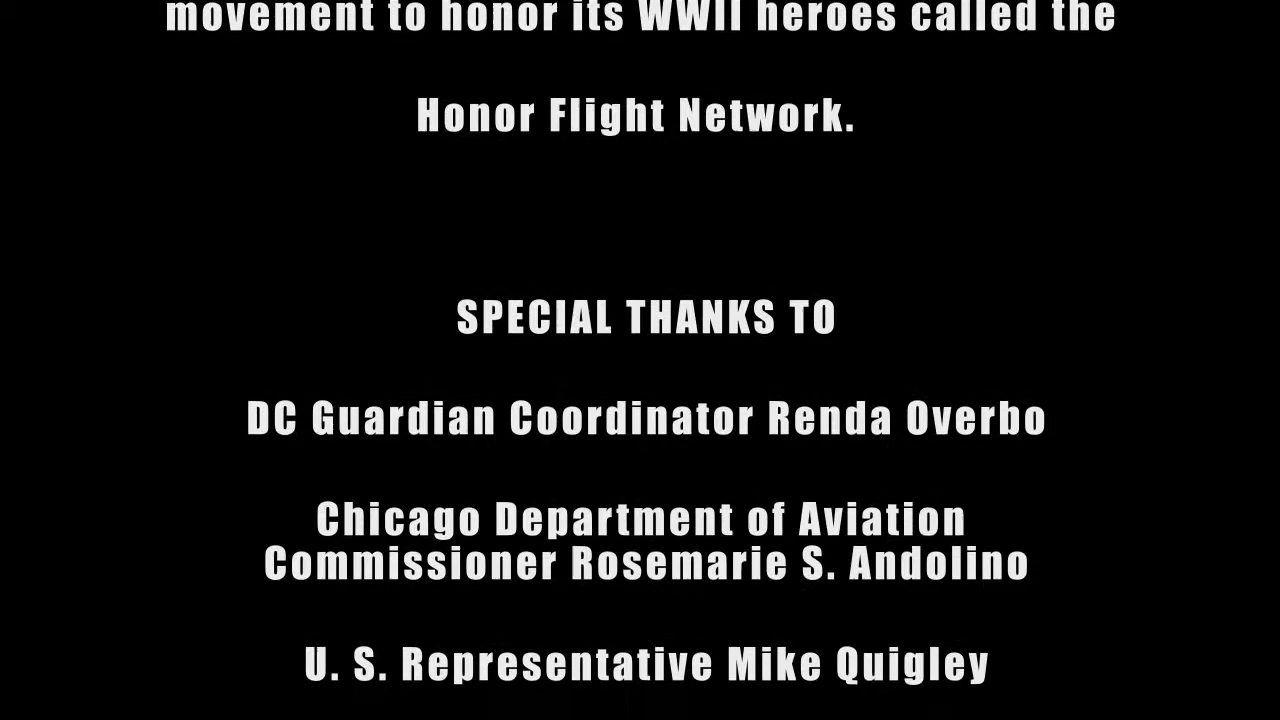 movement to honor its WWII heroes called the
Honor Flight Network.
SPECIAL THANKS TO
DC Guardian Coordinator Renda Overbo
Chicago Department of Aviation
Commissioner Rosemarie S. Andolino
U. S. Representative Mike Quigley